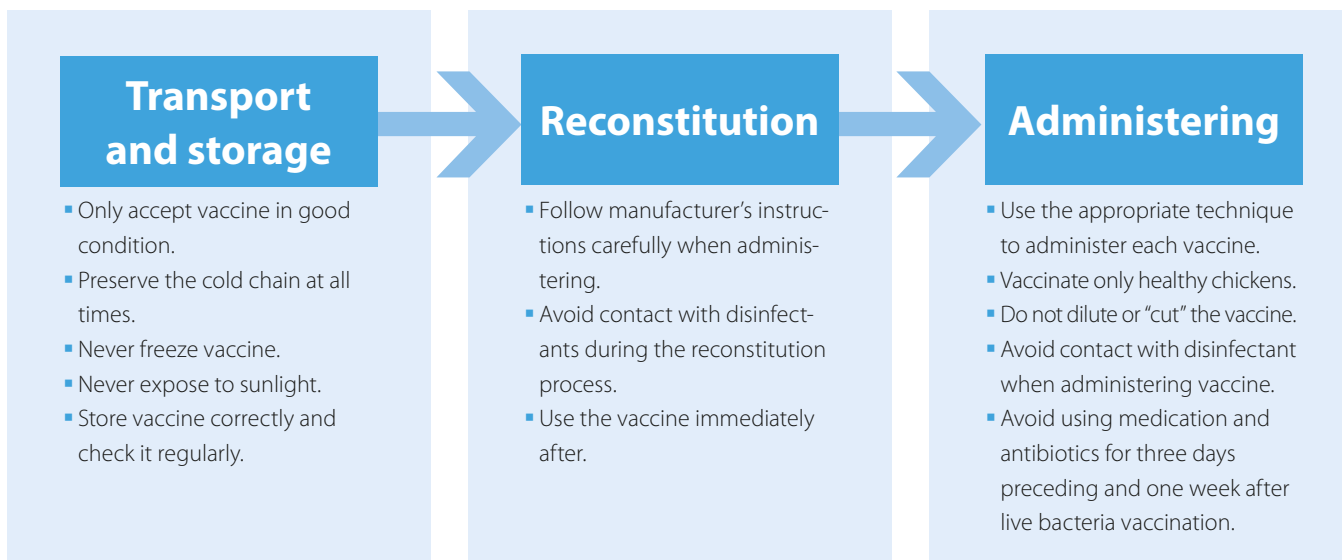 Transport
and storage
▪ Only accept vaccine in good
condition.
▪ Preserve the cold chain at all
times.
▪ Never freeze vaccine.
▪ Never expose to sunlight.
▪ Store vaccine correctly and
check it regularly.
Reconstitution
▪ Follow manufacturer’s instruc-
tions carefully when adminis-
tering.
▪ Avoid contact with disinfect-
ants during the reconstitution
process.
▪ Use the vaccine immediately
after.
Administering
▪ Use the appropriate technique
to administer each vaccine.
▪ Vaccinate only healthy chickens.
▪ Do not dilute or “cut” the vaccine.
▪ Avoid contact with disinfectant
when administering vaccine.
▪ Avoid using medication and
antibiotics for three days
preceding and one week after
live bacteria vaccination.